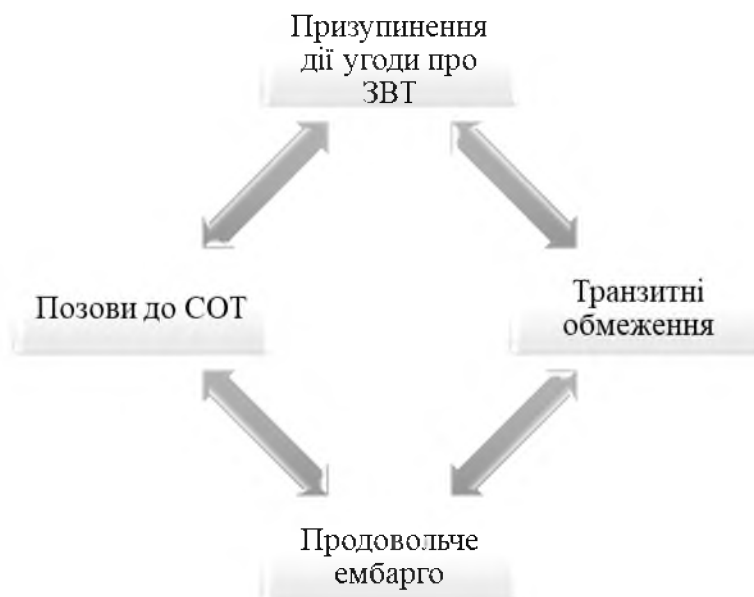 Призупинення
дії угоди про
ЗВТ
Позови до СОТ
Транзитні
обмеження
Продовольче
ембарго